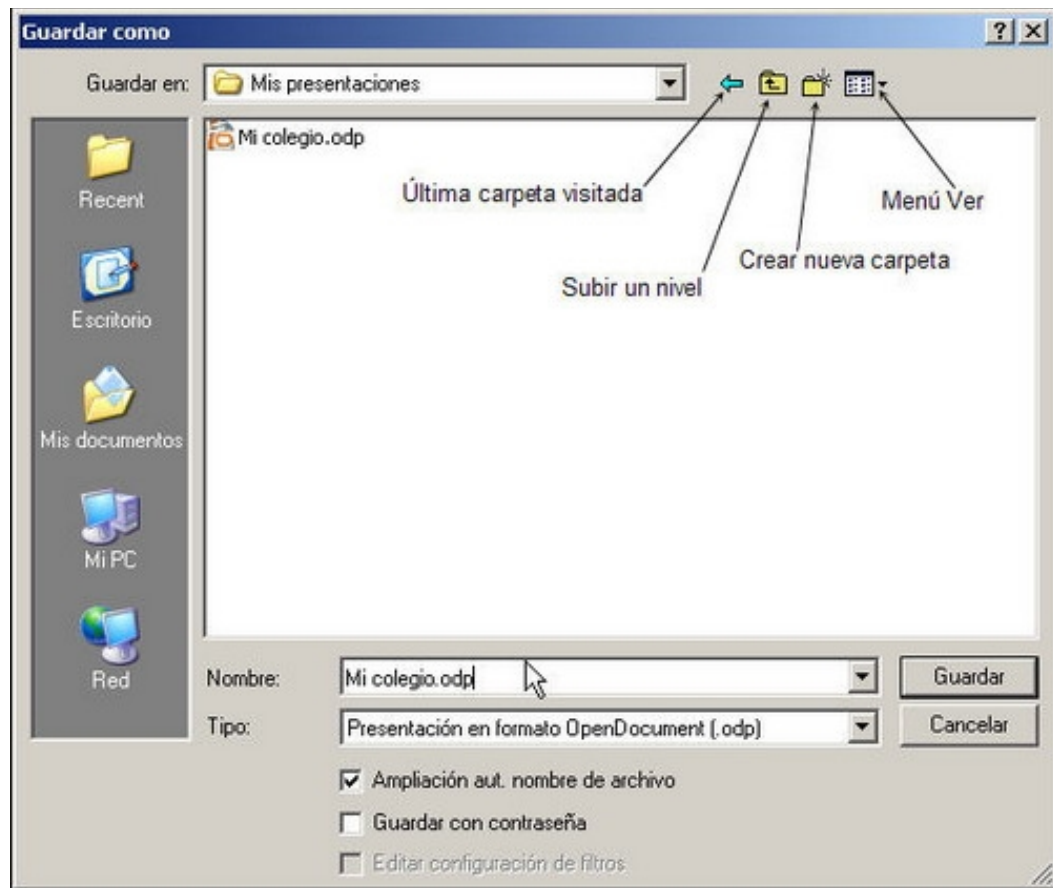 Guardar como
Guardar en: Mis presentaciones
Mi colegio.odp
Última carpeta visitada
Menú Ver
Crear nueva carpeta
Subir un nivel
Recent
Escritorio
Mis documentos
Mi PC
Red
Nombre: Mi colegio.odp Guardar
Tipo: Presentación en formato OpenDocument (.odp) Cancelar
Ampliación aut. nombre de archivo
Guardar con contraseña
Editar configuración de filtros